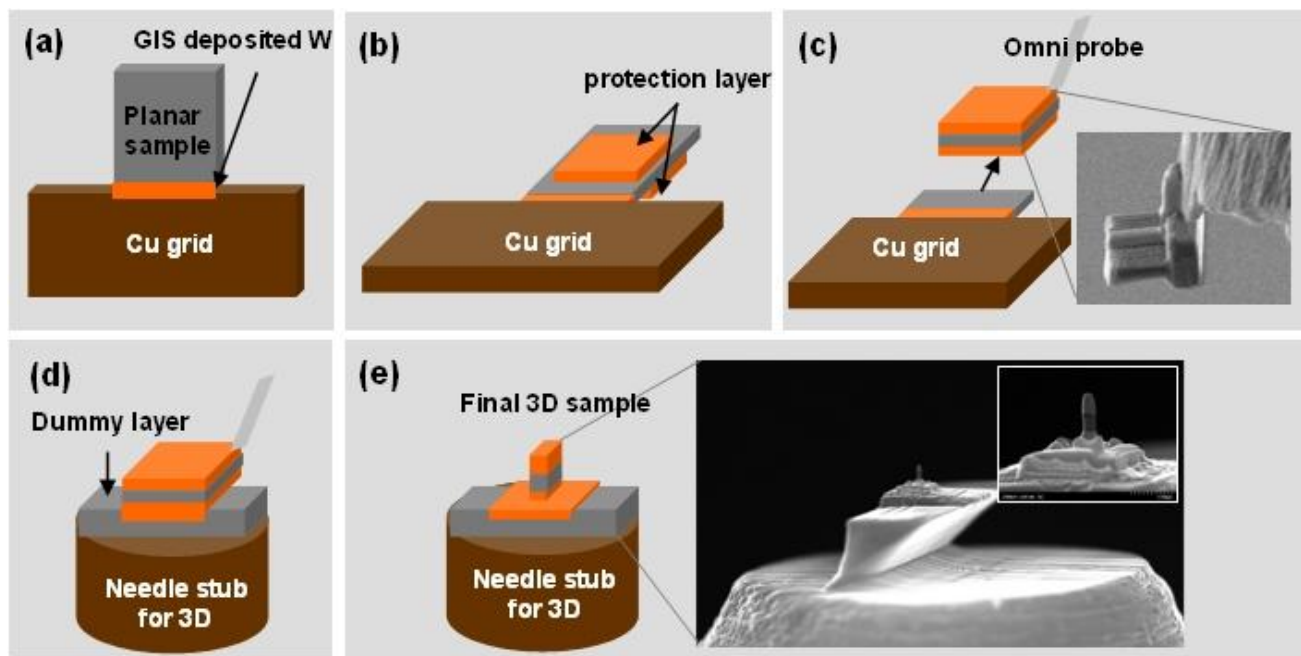 (a)
GIS deposited W
Planar
sample
Cu grid
(b)
protection layer
Cu grid
(c)
Omni probe
Cu grid
(d)
Dummy layer
Needle stub
for 3D
(e)
Final 3D sample
Needle stub
for 3D